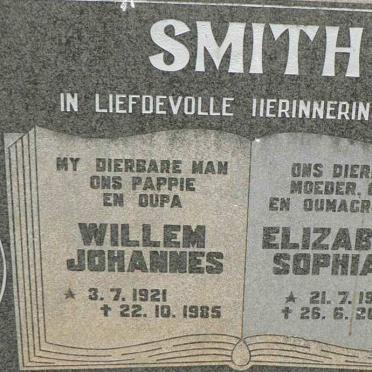 SMITH
IN LIEFDEVOLLE HERINNERIN
MY DIERBARE MAN
ONS PAPPIE
EN OUPA
WILLEM
JOHANNES
★ 3.7.1921
✝ 22.10.1985
ONS DIER
MOEDER,
EN OUMAGR
ELIZAB
SOPHIA
★ 21.7.19
✝ 26.6.20